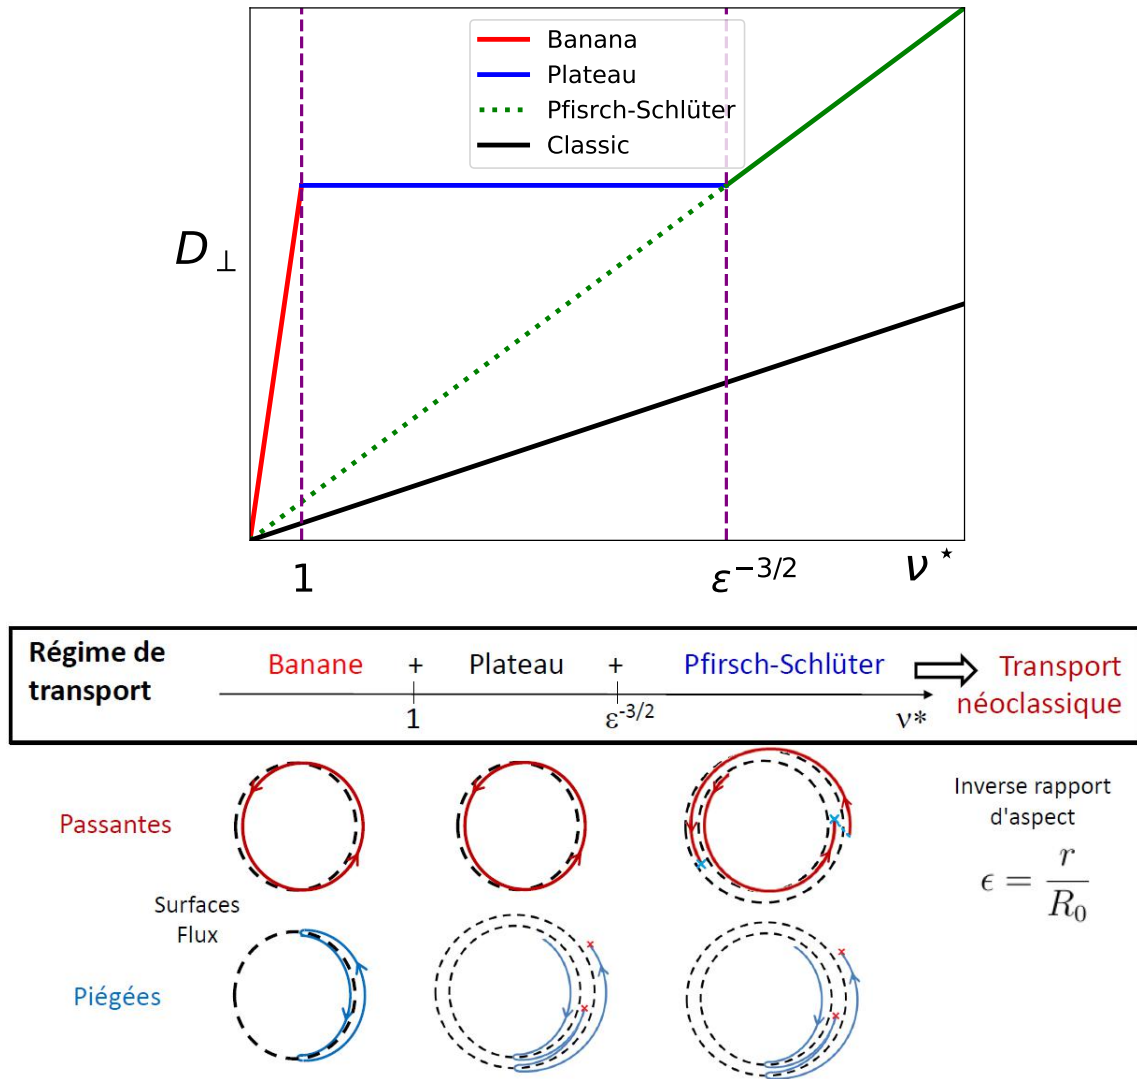 Banana
Plateau
Pfisrch-Schlüter
Classic
D⊥
1
ε⁻³/²
ν*
Régime de
transport
Banane + Plateau + Pfirsch-Schlüter
Transport
néoclassique
1
ε⁻³/²
ν*
Passantes
Inverse rapport
d'aspect
ϵ = r/R₀
Surfaces
Flux
Piégées